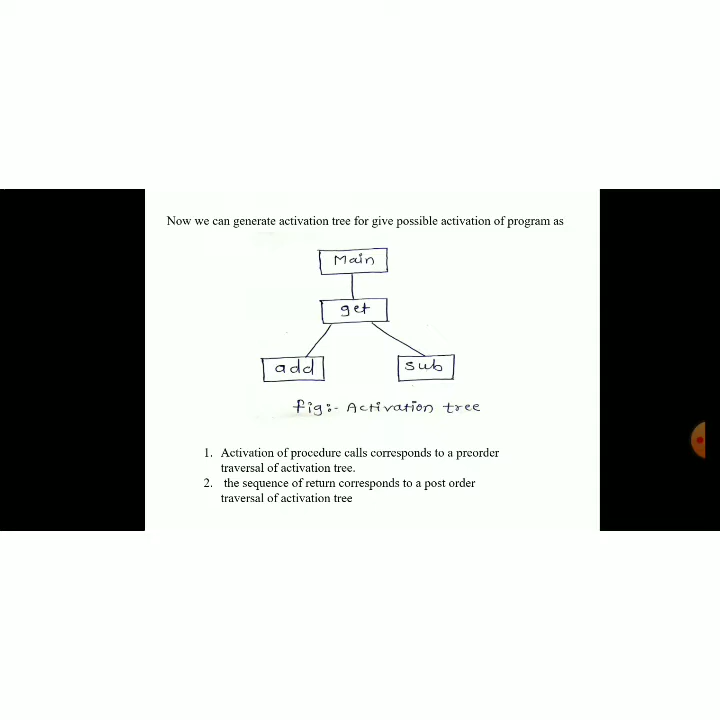 Now we can generate activation tree for give possible activation of program as
Main
get
add sub
fig:- Activation tree
1. Activation of procedure calls corresponds to a preorder
traversal of activation tree.
2. the sequence of return corresponds to a post order
traversal of activation tree